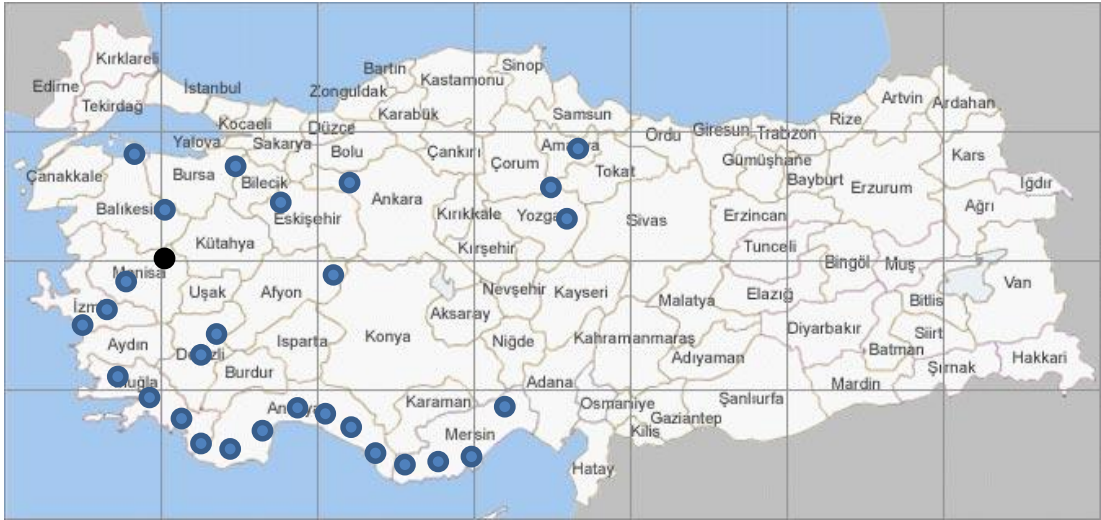 Kırklareli
Edirne
Tekirdağ
İstanbul
Kocaeli
Yalova
Sakarya
Düzce
Zonguldak
Bartın
Karabük
Kastamonu
Sinop
Samsun
Ordu
Giresun
Trabzon
Rize
Artvin
Ardahan
Kars
Iğdır
Ağrı
Erzurum
Bayburt
Gümüşhane
Tokat
Çorum
Çankırı
Bolu
Bilecik
Bursa
Çanakkale
Eskişehir
Ankara
Kırıkkale
Sivas
Erzincan
Tunceli
Bingöl
Muş
Van
Bitlis
Elazığ
Malatya
Kayseri
Nevşehir
Kırşehir
Kütahya
Uşak
Afyon
Aksaray
Konya
Niğde
Kahramanmaraş
Adıyaman
Diyarbakır
Batman
Siirt
Şırnak
Hakkari
Mardin
Şanlıurfa
Gaziantep
Kilis
Osmaniye
Adana
Hatay
Mersin
Karaman
Isparta
Burdur
Aydın
Manisa